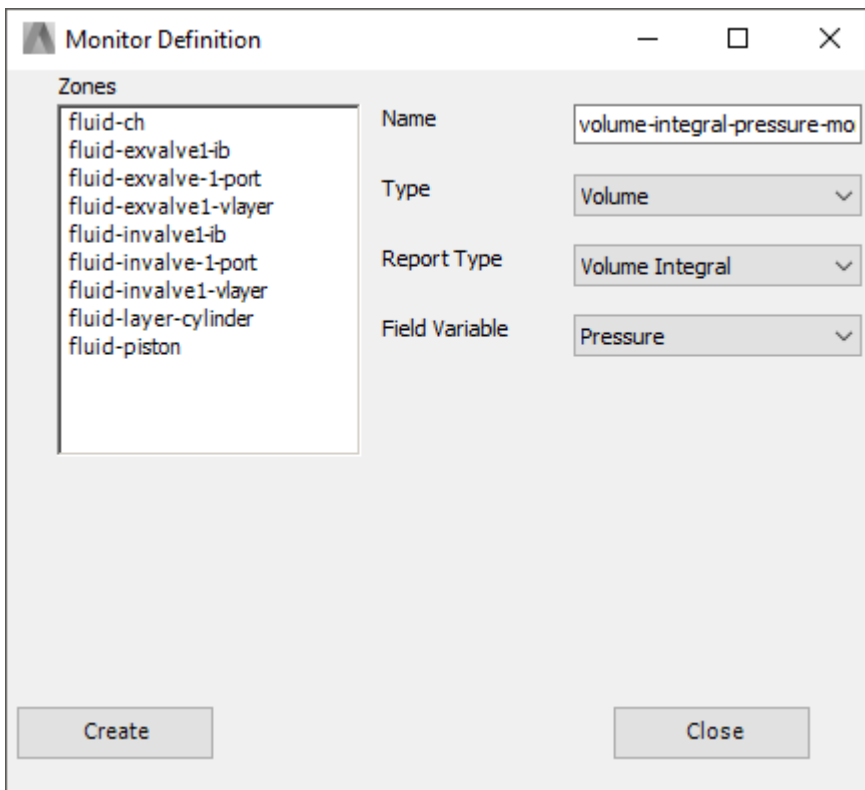 Monitor Definition
Zones
fluid-ch
fluid-exvalve1-ib
fluid-exvalve-1-port
fluid-exvalve1-vlayer
fluid-invalve1-ib
fluid-invalve-1-port
fluid-invalve1-vlayer
fluid-layer-cylinder
fluid-piston
Name
volume-integral-pressure-mo
Type
Volume
Report Type
Volume Integral
Field Variable
Pressure
Create
Close